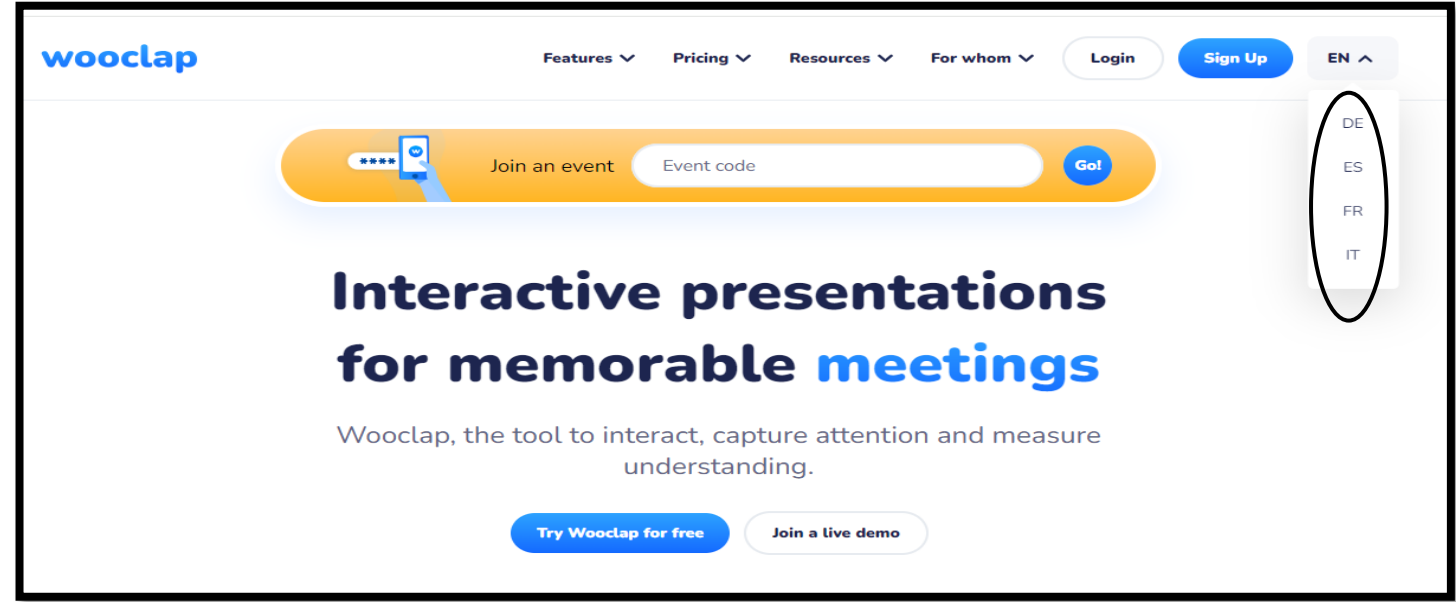 wooclap
Features
Pricing
Resources
For whom
Login
Sign Up
EN
DE
ES
FR
IT
****
w
Join an event
Event code
Go!
Interactive presentations
for memorable meetings
Wooclap, the tool to interact, capture attention and measure
understanding.
Try Wooclap for free
Join a live demo